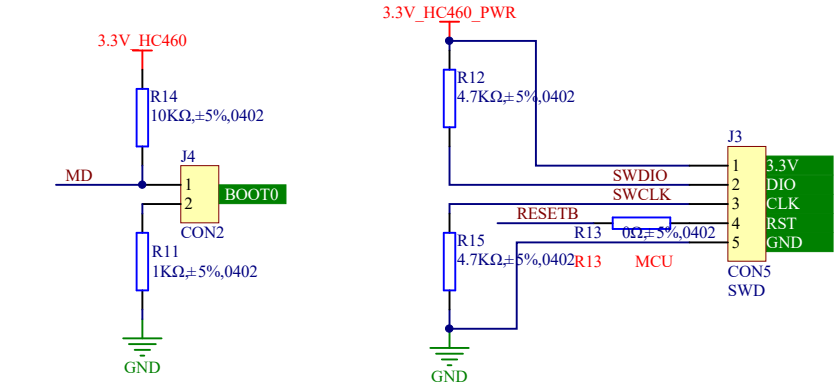 3.3V_HC460
R14
10KΩ,±5%,0402
J4
MD
1
2
BOOT0
CON2
R11
1KΩ,±5%,0402
GND
3.3V_HC460_PWR
R12
4.7KΩ,±5%,0402
J3
1
3.3V
SWDIO
2
DIO
SWCLK
3
CLK
RESETB
4
RST
R13
0Ω,±5%,0402
5
GND
R15
4.7KΩ,±5%,0402
R13
MCU
CON5
SWD
GND